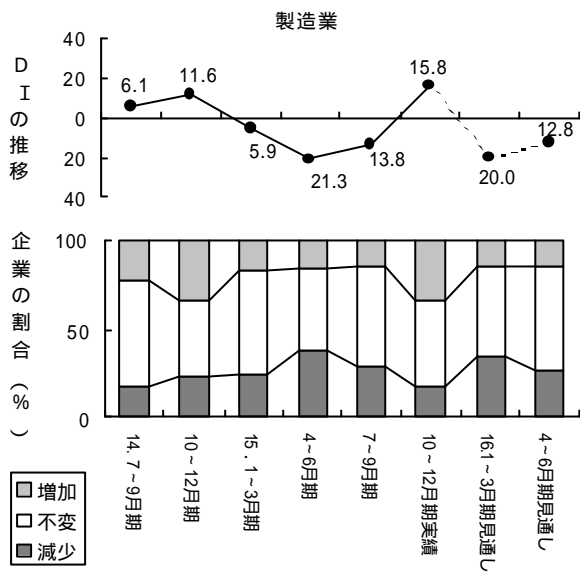 製造業
DIの推移
40
20
0
20
40
6.1
11.6
5.9
21.3
13.8
15.8
20.0
12.8
企業の割合（%）
100
50
0
14.7~9月期
10~12月期
15.1~3月期
4~6月期
7~9月期
10~12月期実績
16.1~3月期見通し
4~6月期見通し
増加
不変
減少